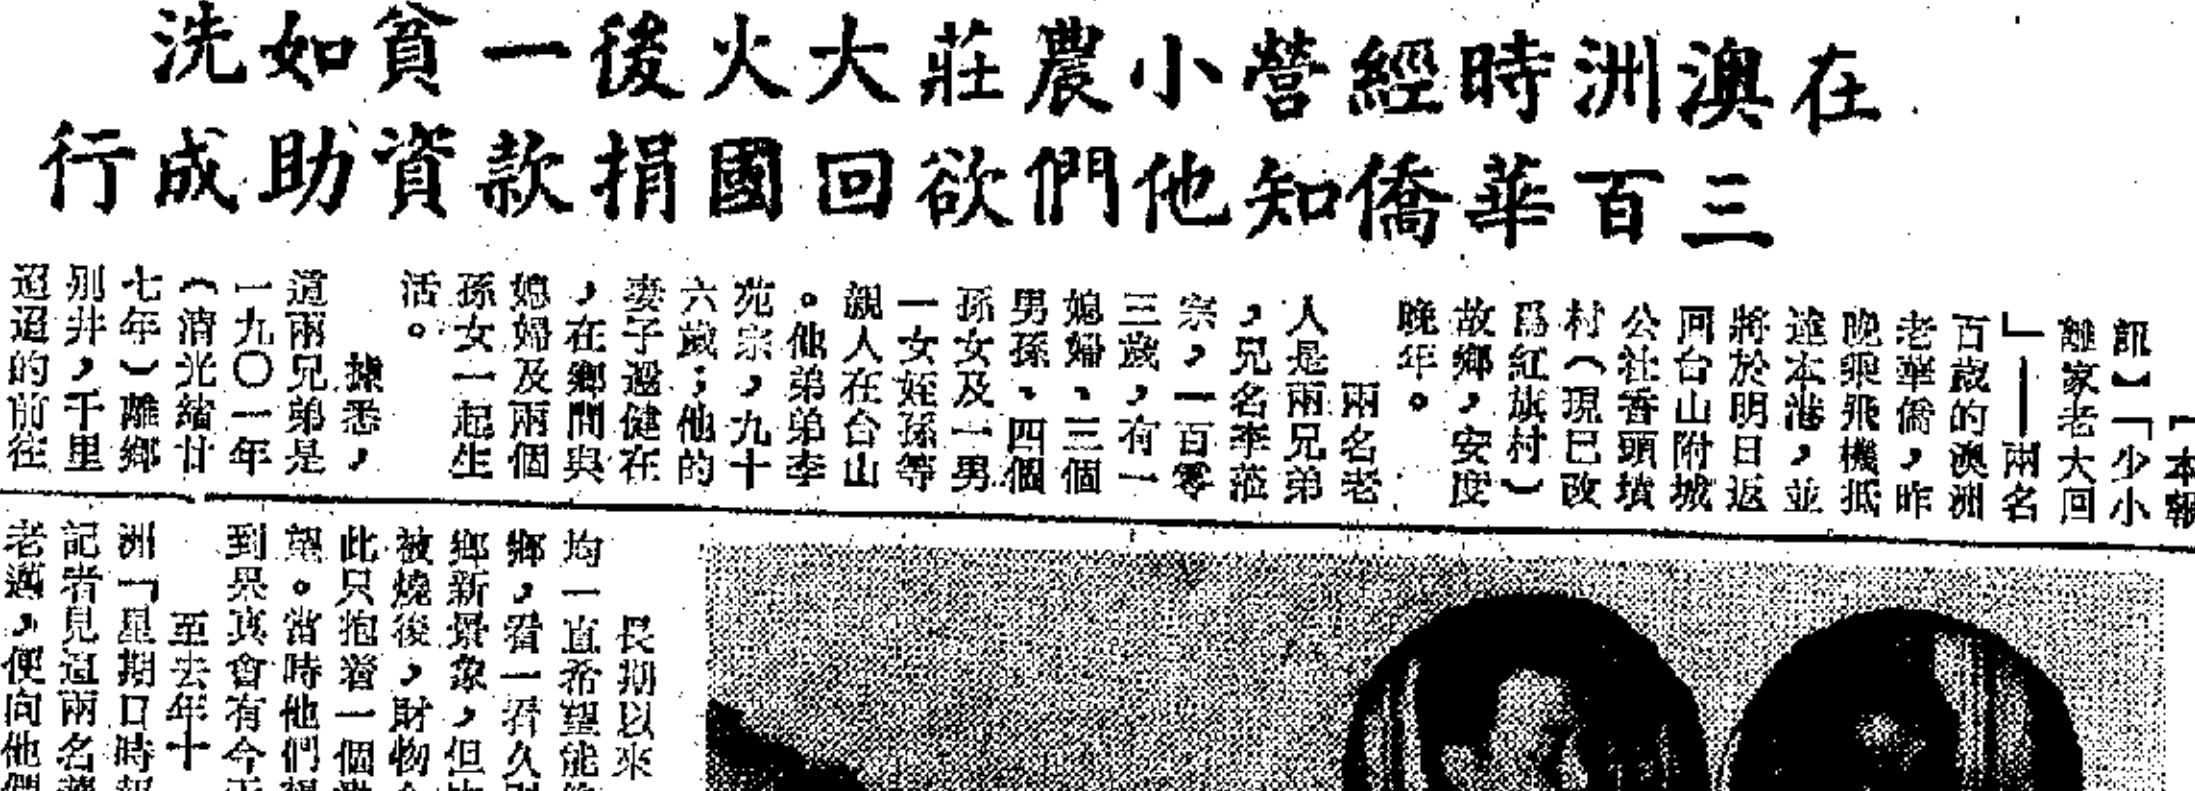 在澳洲時經營小農莊大火後一貧如洗
三百華僑知他們欲回國捐款資助成行
【本報
訊】「少小
離家老大回
」——兩名
百歲的澳洲
老華僑,昨
晚乘飛機抵
達本港,並
將於明日返
回台山附城
公社香頭墳
村(現已改
爲紅旗村)
故鄉,安度
晚年。
兩名老
人是兩兄弟
,兄名李蒞
宗,一百零
三歲,有一
媳婦、三個
男孫、四個
孫女及一男
一女姪孫等
親人在台山
。他弟弟李
苑宗,九十
六歲;他的
妻子還健在
,在鄉間與
媳婦及兩個
孫女一起生
活。
據悉,
這兩兄弟是
一九〇一年
(清光緒廿
七年)離鄉
別井,千里
迢迢的前往
長期以來
均一直希望能
鄉,看一看久別
鄉新景象,但
被燒後,財物
此只抱着一個
望。當時他們
到果真會有今天
至去年十
洲「星期日時報
記者見這兩名
老邁,便向他們